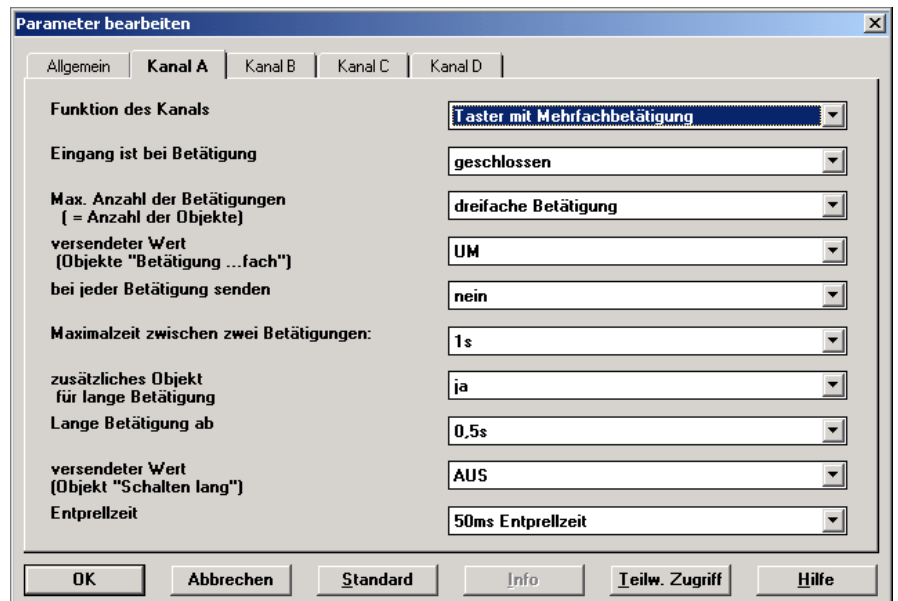 Parameter bearbeiten
Allgemein Kanal A Kanal B Kanal C Kanal D
Funktion des Kanals
Taster mit Mehrfachbetätigung
Eingang ist bei Betätigung
geschlossen
Max. Anzahl der Betätigungen
( = Anzahl der Objekte)
dreifache Betätigung
versendeter Wert
(Objekte "Betätigung ...fach")
UM
bei jeder Betätigung senden
nein
Maximalzeit zwischen zwei Betätigungen:
1s
zusätzliches Objekt
für lange Betätigung
ja
Lange Betätigung ab
0,5s
versendeter Wert
(Objekt "Schalten lang")
AUS
Entprellzeit
50ms Entprellzeit
OK Abbrechen Standard Info Teilw. Zugriff Hilfe